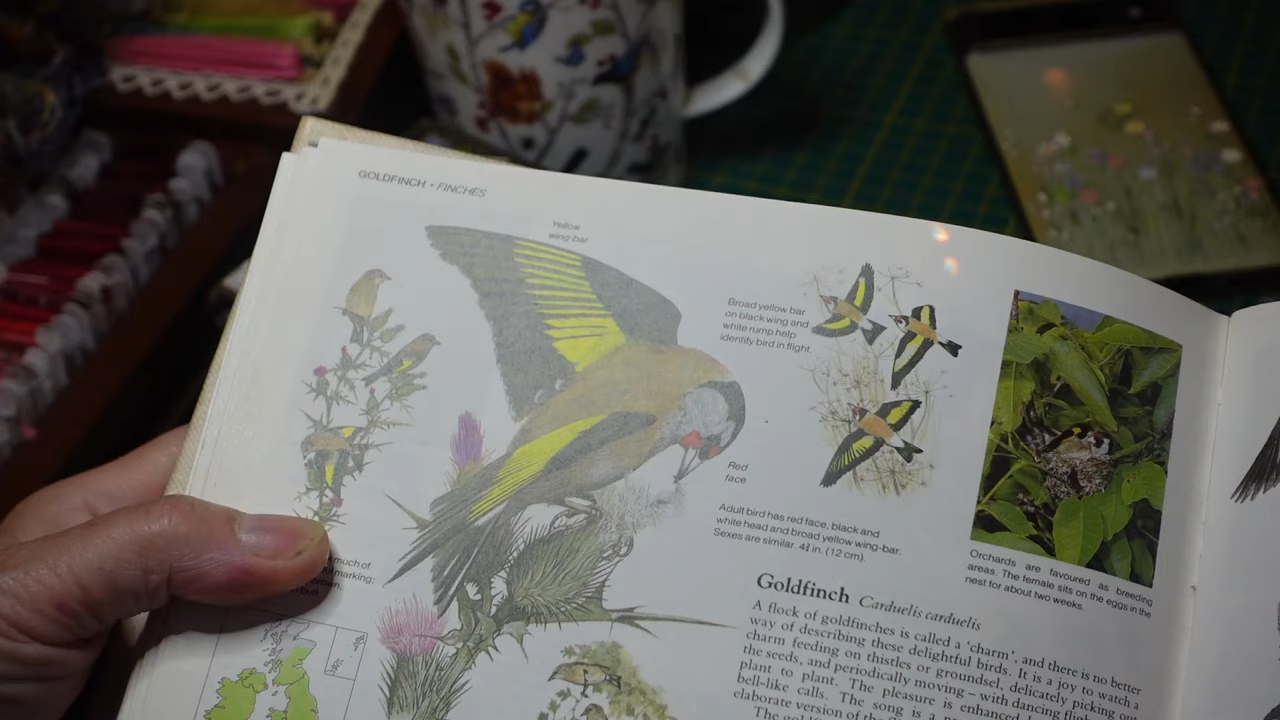 GOLDFINCH • FINCHES
Yellow
wing-bar
Broad yellow bar
on black wing and
white rump help
identify bird in flight.
Red
face
Adult bird has red face, black and
white head and broad yellow wing-bar.
Sexes are similar. 4¾ in. (12 cm).
much of
marking;
Orchards are favoured as breeding
areas. The female sits on the eggs in the
nest for about two weeks.
Goldfinch Carduelis carduelis
A flock of goldfinches is called a ‘charm’, and there is no better
way of describing these delightful birds. It is a joy to watch a
charm feeding on thistles or groundsel, delicately picking
the seeds, and periodically moving – with dancing
plant to plant. The pleasure is enhanced
bell-like calls. The song is a
elaborate version of the